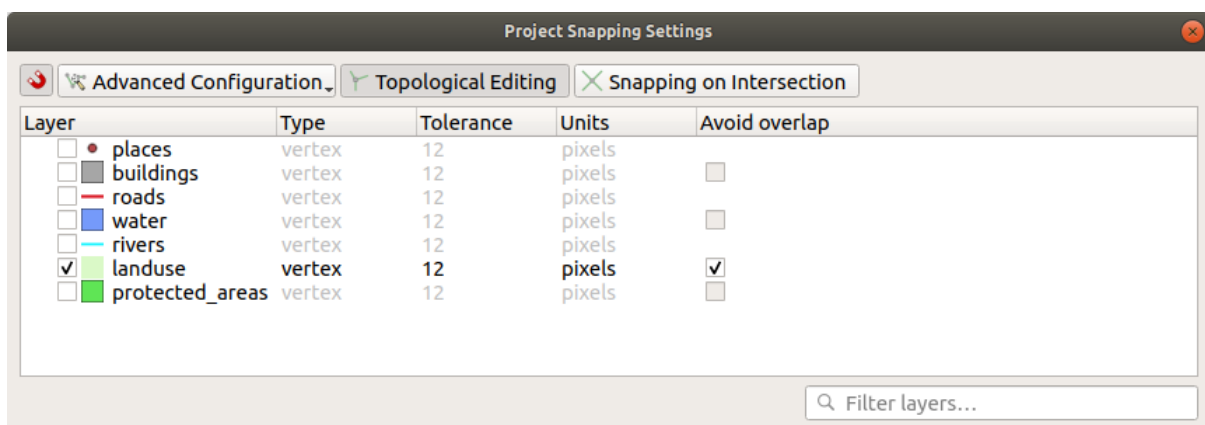 Project Snapping Settings
Advanced Configuration Topological Editing Snapping on Intersection
Layer Type Tolerance Units Avoid overlap
places vertex 12 pixels
buildings vertex 12 pixels
roads vertex 12 pixels
water vertex 12 pixels
rivers vertex 12 pixels
landuse vertex 12 pixels
protected_areas vertex 12 pixels
Filter layers...